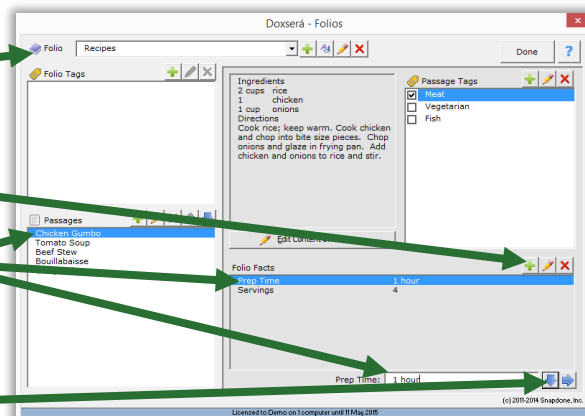 Doxserá - Folios
Folio Recipes
Done
?
Folio Tags
Ingredients
2 cups rice
1 chicken
1 cup onions
Directions
Cook rice; keep warm. Cook chicken
and chop into bite size pieces. Chop
onions and glaze in frying pan. Add
chicken and onions to rice and stir.
Passage Tags
Meat
Vegetarian
Fish
Passages
Chicken Gumbo
Tomato Soup
Beef Stew
Bouillabaisse
Edit Content
Folio Facts
Prep Time 1 hour
Servings 4
Prep Time: 1 hour
(c) 2011-2014 Snapdone, Inc.
Licensed to Demo on 1 computer until 11 May 2015